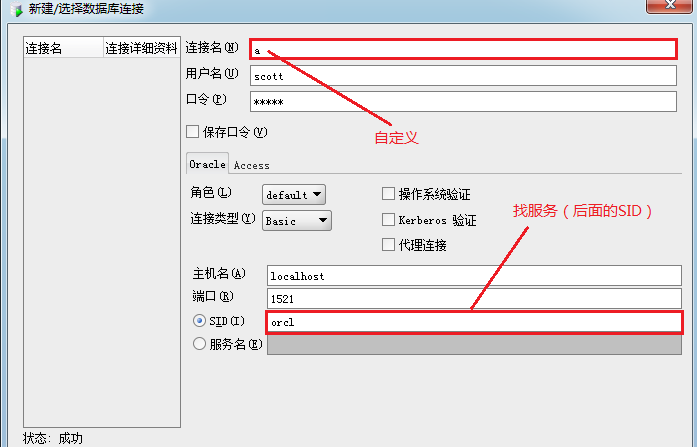 新建/选择数据库连接
连接名 连接详细资料
连接名(N) a
用户名(U) scott
口令(P) *****
自定义
保存口令(V)
Oracle Access
角色(L) default 操作系统验证
找服务（后面的SID）
连接类型(Y) Basic Kerberos 验证
代理连接
主机名(A) localhost
端口(R) 1521
SID(I) orcl
服务名(E)
状态: 成功